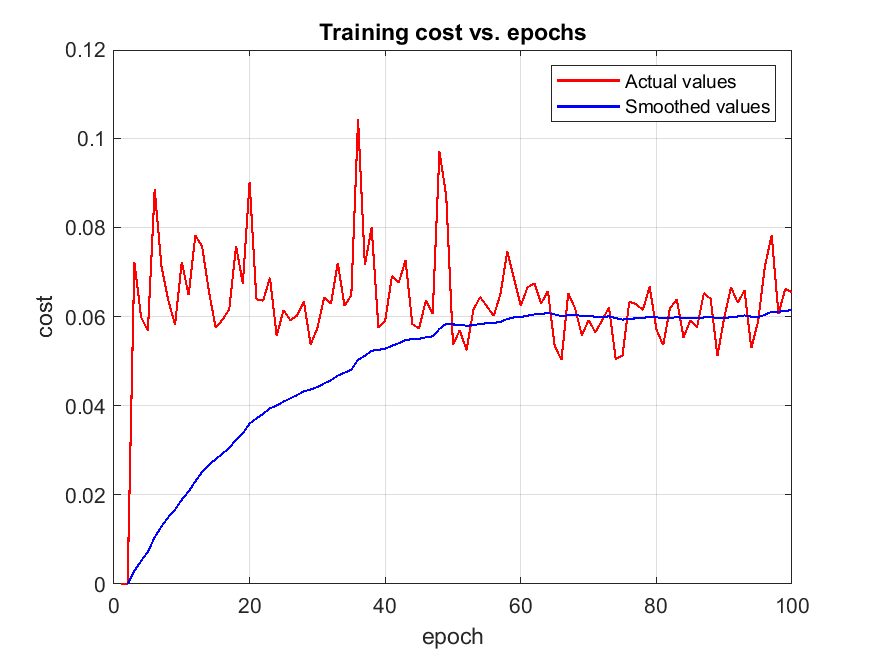 Training cost vs. epochs
0.12
0.1
0.08
0.06
0.04
0.02
0
cost
Actual values
Smoothed values
0 20 40 60 80 100
epoch